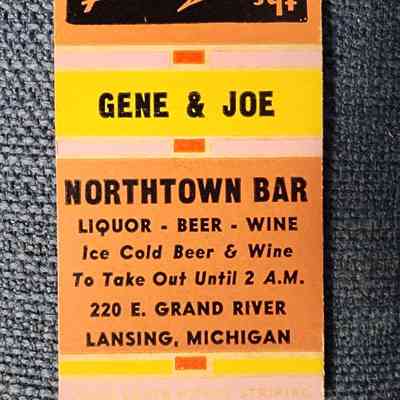 GENE & JOE
NORTHTOWN BAR
LIQUOR - BEER - WINE
Ice Cold Beer & Wine
To Take Out Until 2 A.M.
220 E. GRAND RIVER
LANSING, MICHIGAN
STRIKING